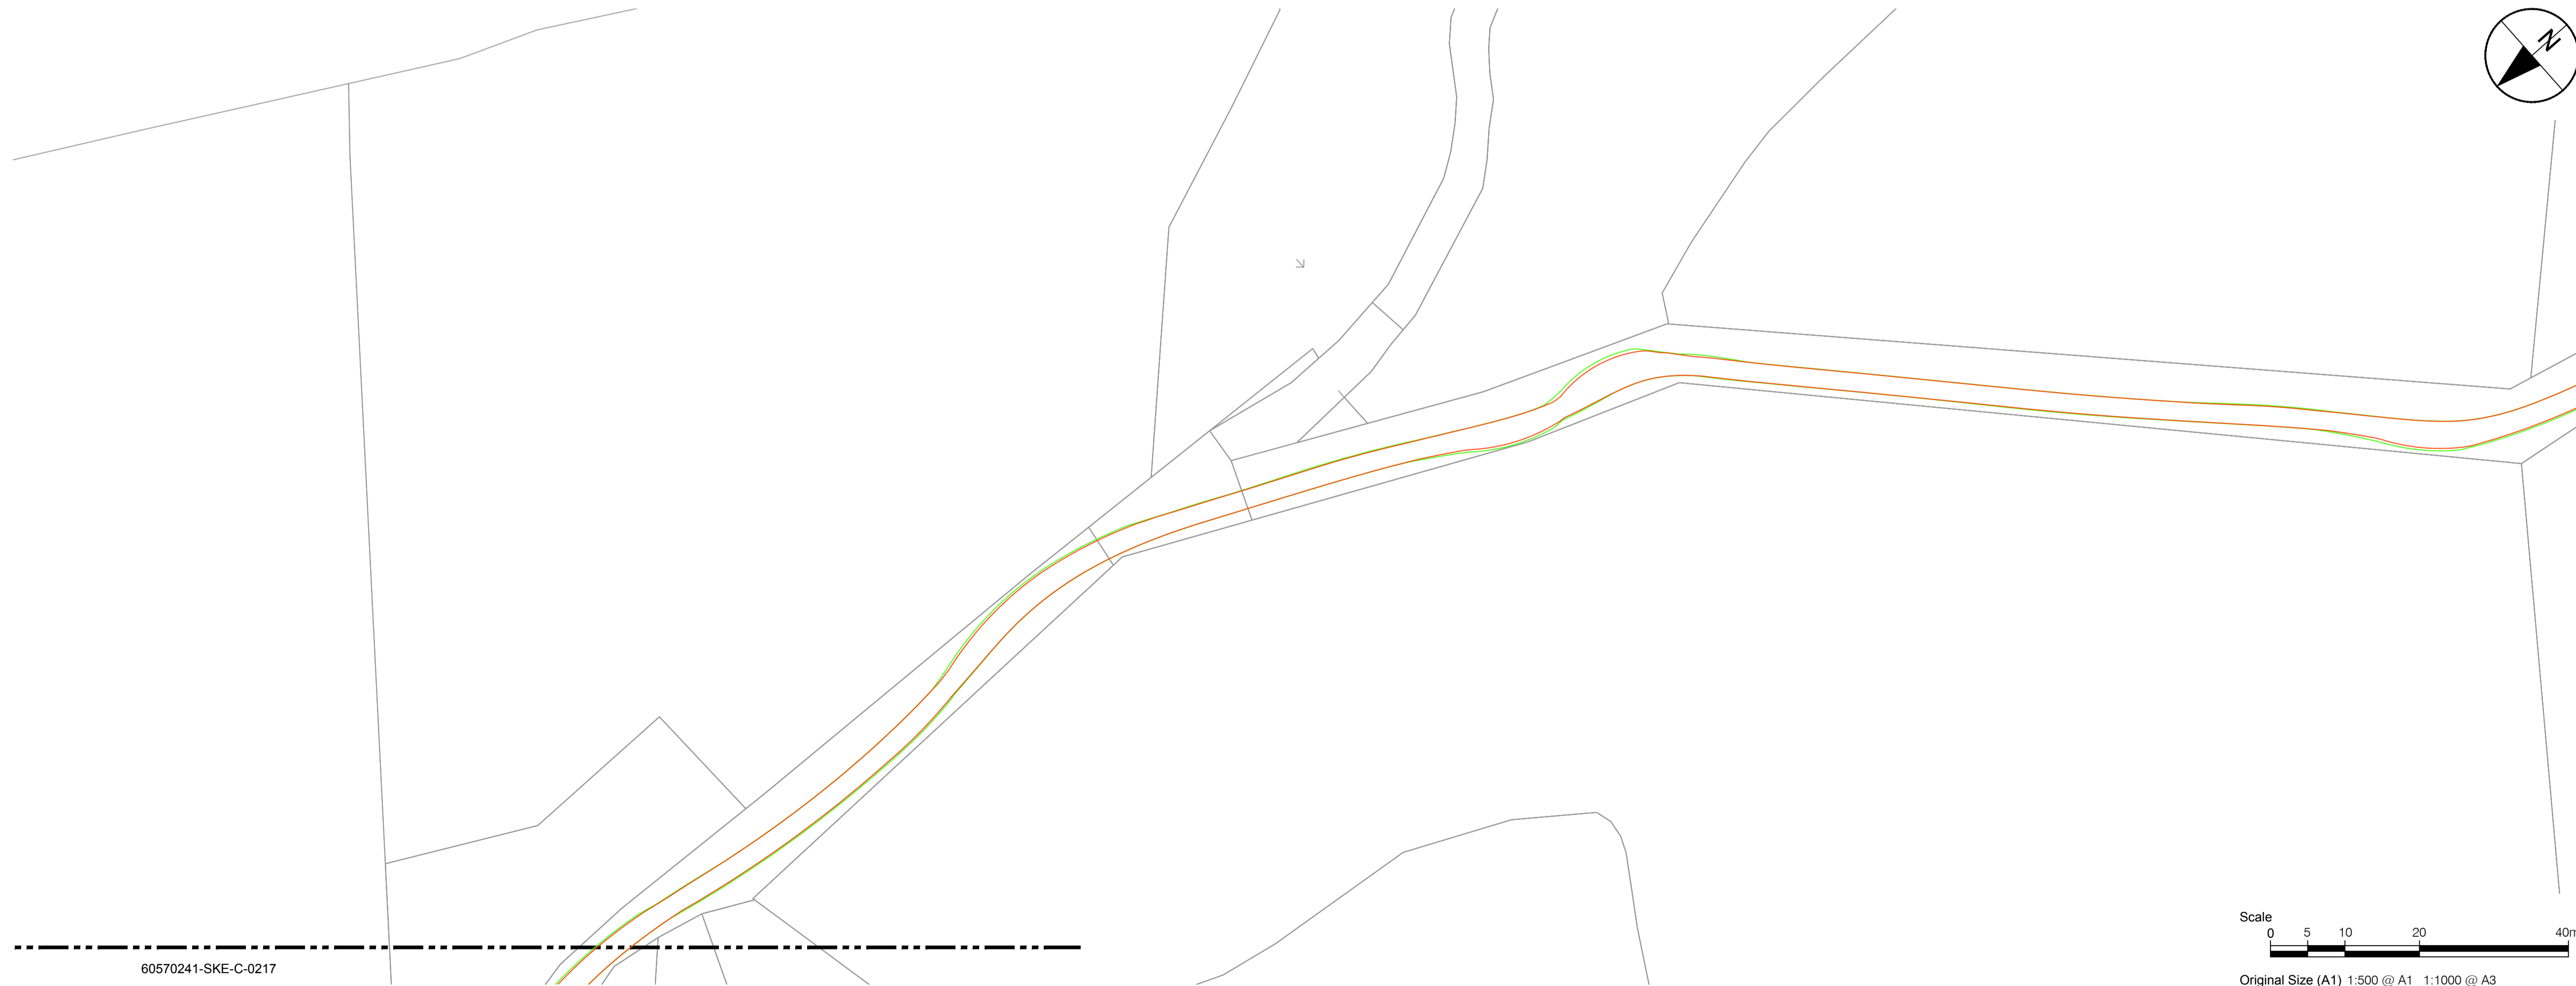 N
Scale
0 5 10 20 40m
60570241-SKE-C-0217
Original Size (A1) 1:500 @ A1 1:1000 @ A3